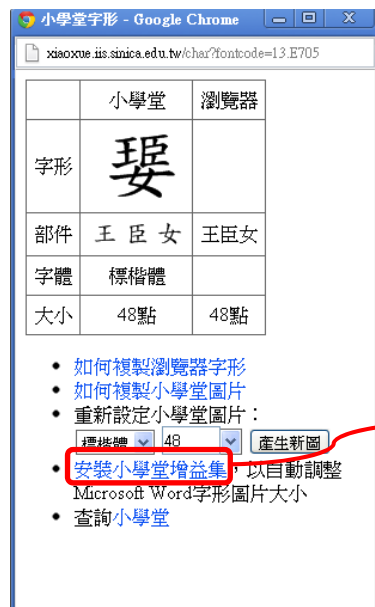 小學堂字形 - Google Chrome
xiaoxue.iis.sinica.edu.tw/char?fontcode=13.E705
小學堂 瀏覽器
字形
部件 王 臣 女 王臣女
字體 標楷體
大小 48點 48點
• 如何複製瀏覽器字形
• 如何複製小學堂圖片
• 重新設定小學堂圖片：
標楷體 48 產生新圖
• 安裝小學堂增益集，以自動調整
Microsoft Word字形圖片大小
• 查詢小學堂